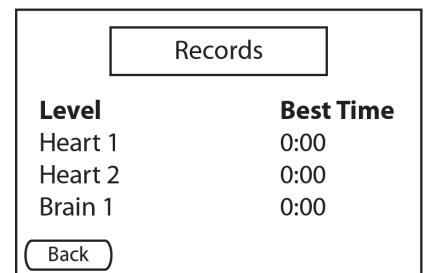 Records
Level Best Time
Heart 1 0:00
Heart 2 0:00
Brain 1 0:00
Back